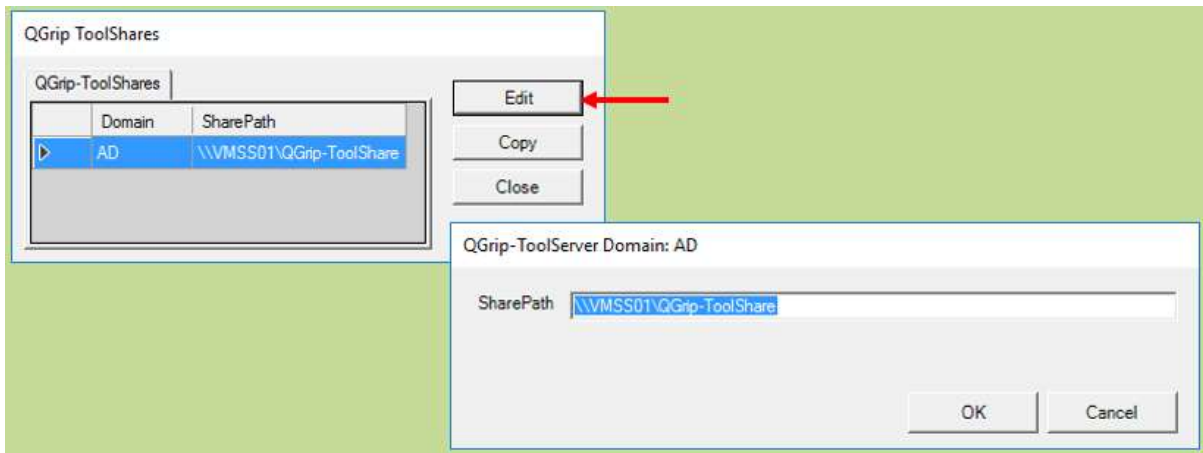 QGrip ToolShares
QGrip-ToolShares
Domain SharePath
AD \\VMSS01\QGrip-ToolShare
Edit
Copy
Close
QGrip-ToolServer Domain: AD
SharePath \\VMSS01\QGrip-ToolShare
OK Cancel